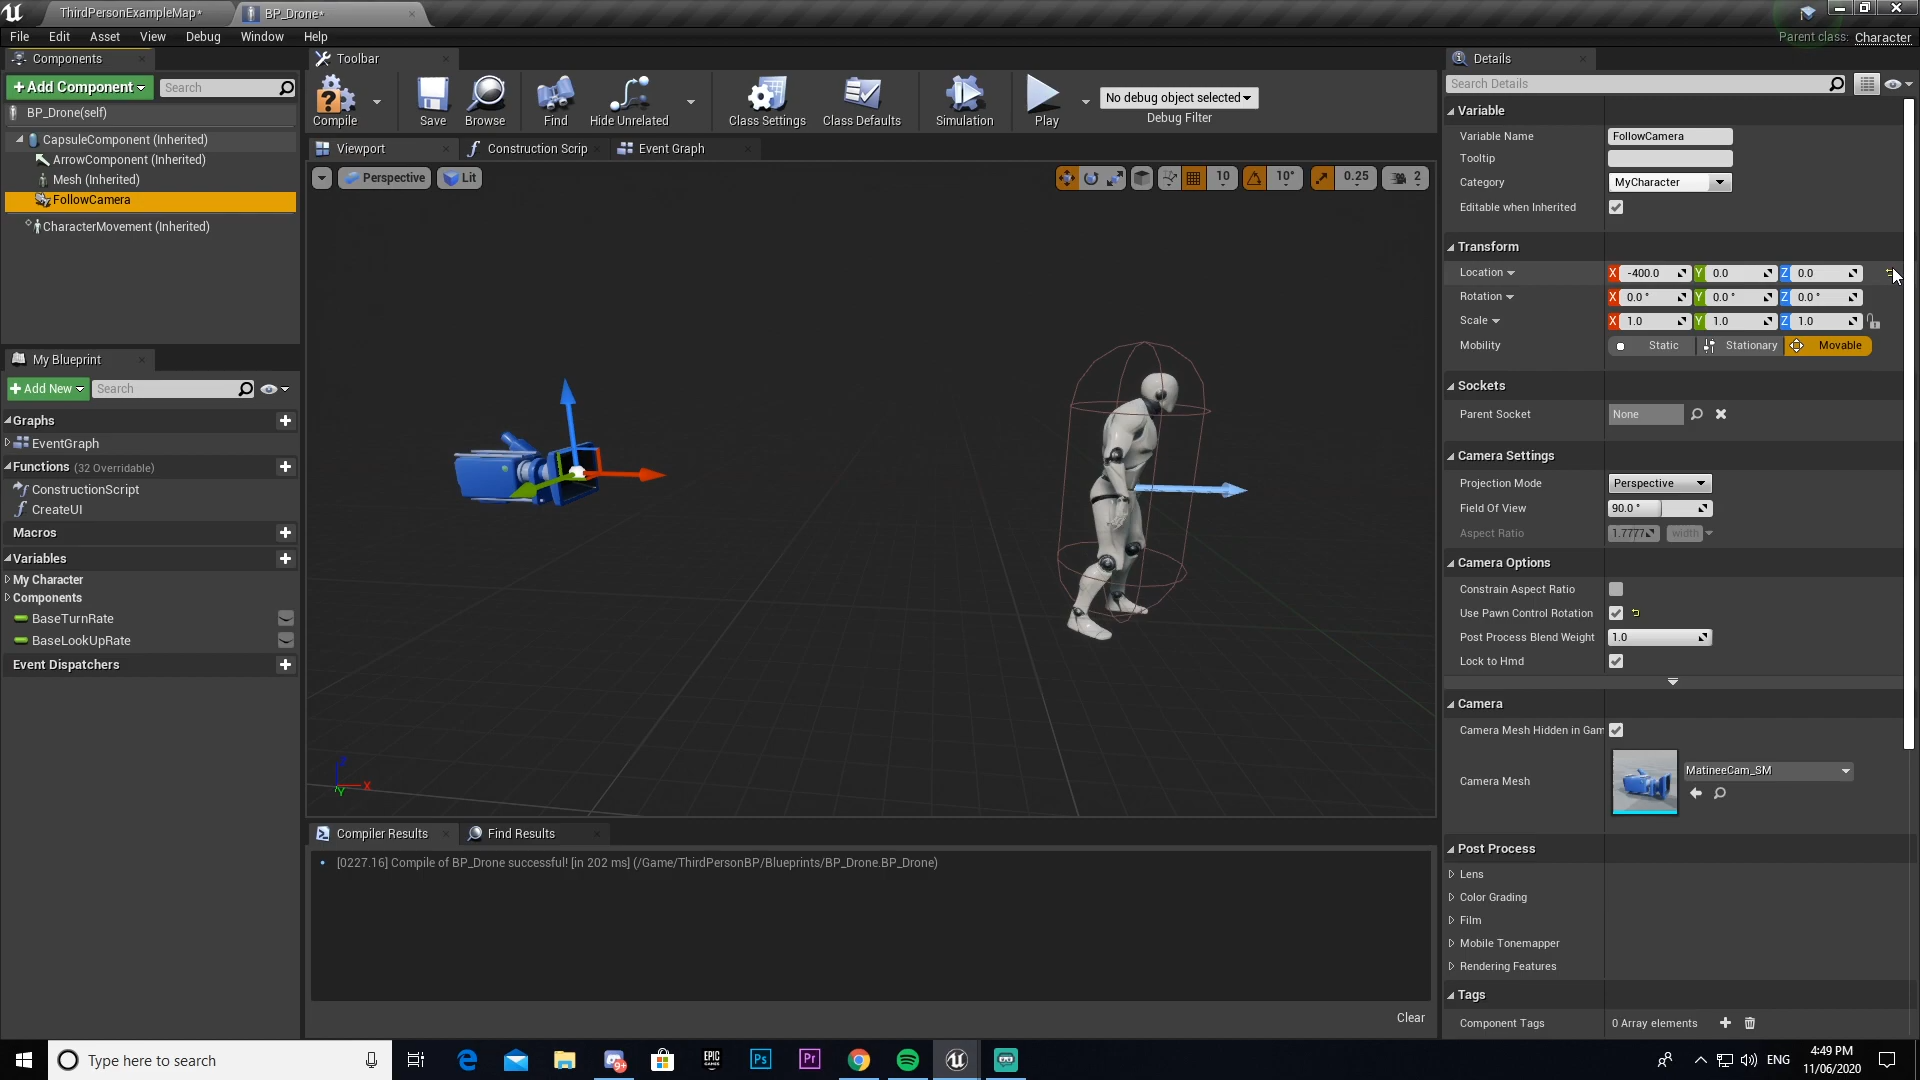 ThirdPersonExampleMap*
BP_Drone*
File Edit Asset View Debug Window Help
Parent class: Character
Components
+Add Component
Search
BP_Drone(self)
CapsuleComponent (Inherited)
ArrowComponent (Inherited)
Mesh (Inherited)
FollowCamera
CharacterMovement (Inherited)
My Blueprint
+Add New
Search
Graphs
EventGraph
Functions (32 Overridable)
ConstructionScript
CreateUI
Macros
Variables
My Character
Components
BaseTurnRate
BaseLookUpRate
Event Dispatchers
Toolbar
Compile
Save
Browse
Find
Hide Unrelated
Class Settings
Class Defaults
Simulation
Play
No debug object selected
Debug Filter
Viewport
Construction Scrip
Event Graph
Perspective
Lit
10
10°
0.25
2
Z
X
Y
Compiler Results
Find Results
[0227.16] Compile of BP_Drone successful! [in 202 ms] (/Game/ThirdPersonBP/Blueprints/BP_Drone.BP_Drone)
Clear
Details
Search Details
Variable
Variable Name FollowCamera
Tooltip
Category MyCharacter
Editable when Inherited
Transform
Location X -400.0 Y 0.0 Z 0.0
Rotation X 0.0° Y 0.0° Z 0.0°
Scale X 1.0 Y 1.0 Z 1.0
Mobility Static Stationary Movable
Sockets
Parent Socket None
Camera Settings
Projection Mode Perspective
Field Of View 90.0°
Aspect Ratio 1.7777 width
Camera Options
Constrain Aspect Ratio
Use Pawn Control Rotation
Post Process Blend Weight 1.0
Lock to Hmd
Camera
Camera Mesh Hidden in Gam
Camera Mesh MatineeCam_SM
Post Process
Lens
Color Grading
Film
Mobile Tonemapper
Rendering Features
Tags
Component Tags 0 Array elements
Type here to search
9+
EPIC GAMES
Ps
Pr
ENG
4:49 PM
11/06/2020